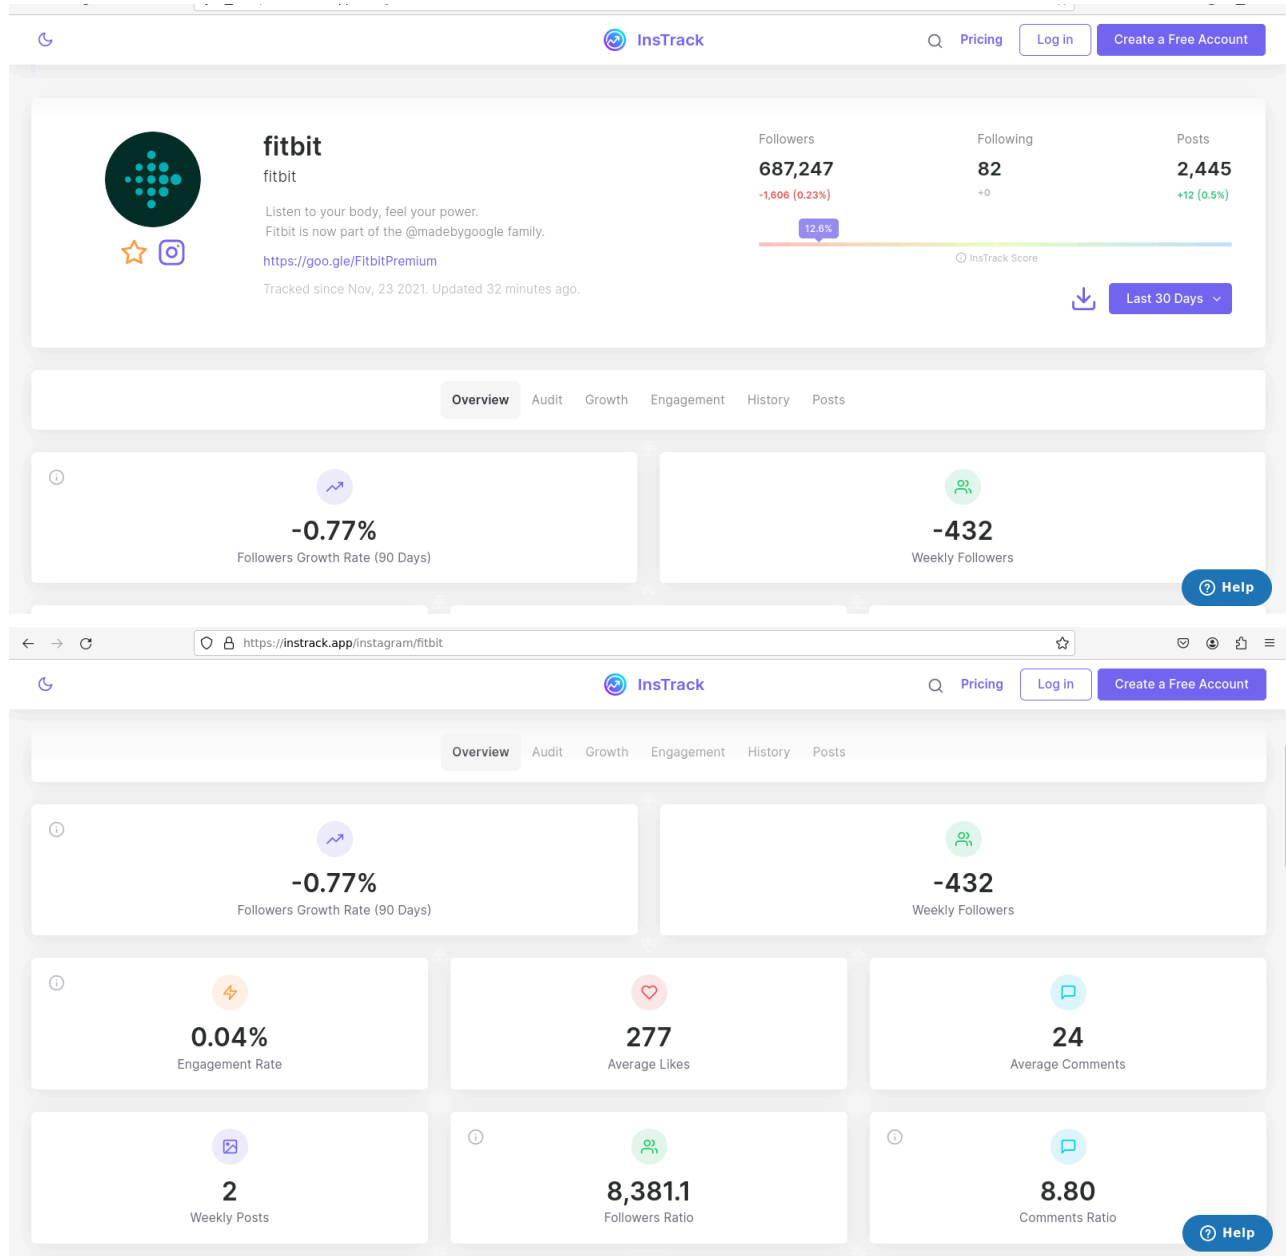 InsTrack
Pricing
Log in
Create a Free Account
fitbit
fitbit
Listen to your body, feel your power.
Fitbit is now part of the @madebygoogle family.
https://goo.gle/FitbitPremium
Tracked since Nov, 23 2021. Updated 32 minutes ago.
Followers
687,247
-1,606 (0.23%)
Following
82
+0
Posts
2,445
+12 (0.5%)
12.6%
InsTrack Score
Last 30 Days
Overview
Audit
Growth
Engagement
History
Posts
-0.77%
Followers Growth Rate (90 Days)
-432
Weekly Followers
Help
https://instrack.app/instagram/fitbit
InsTrack
Pricing
Log in
Create a Free Account
Overview
Audit
Growth
Engagement
History
Posts
-0.77%
Followers Growth Rate (90 Days)
-432
Weekly Followers
0.04%
Engagement Rate
277
Average Likes
24
Average Comments
2
Weekly Posts
8,381.1
Followers Ratio
8.80
Comments Ratio
Help